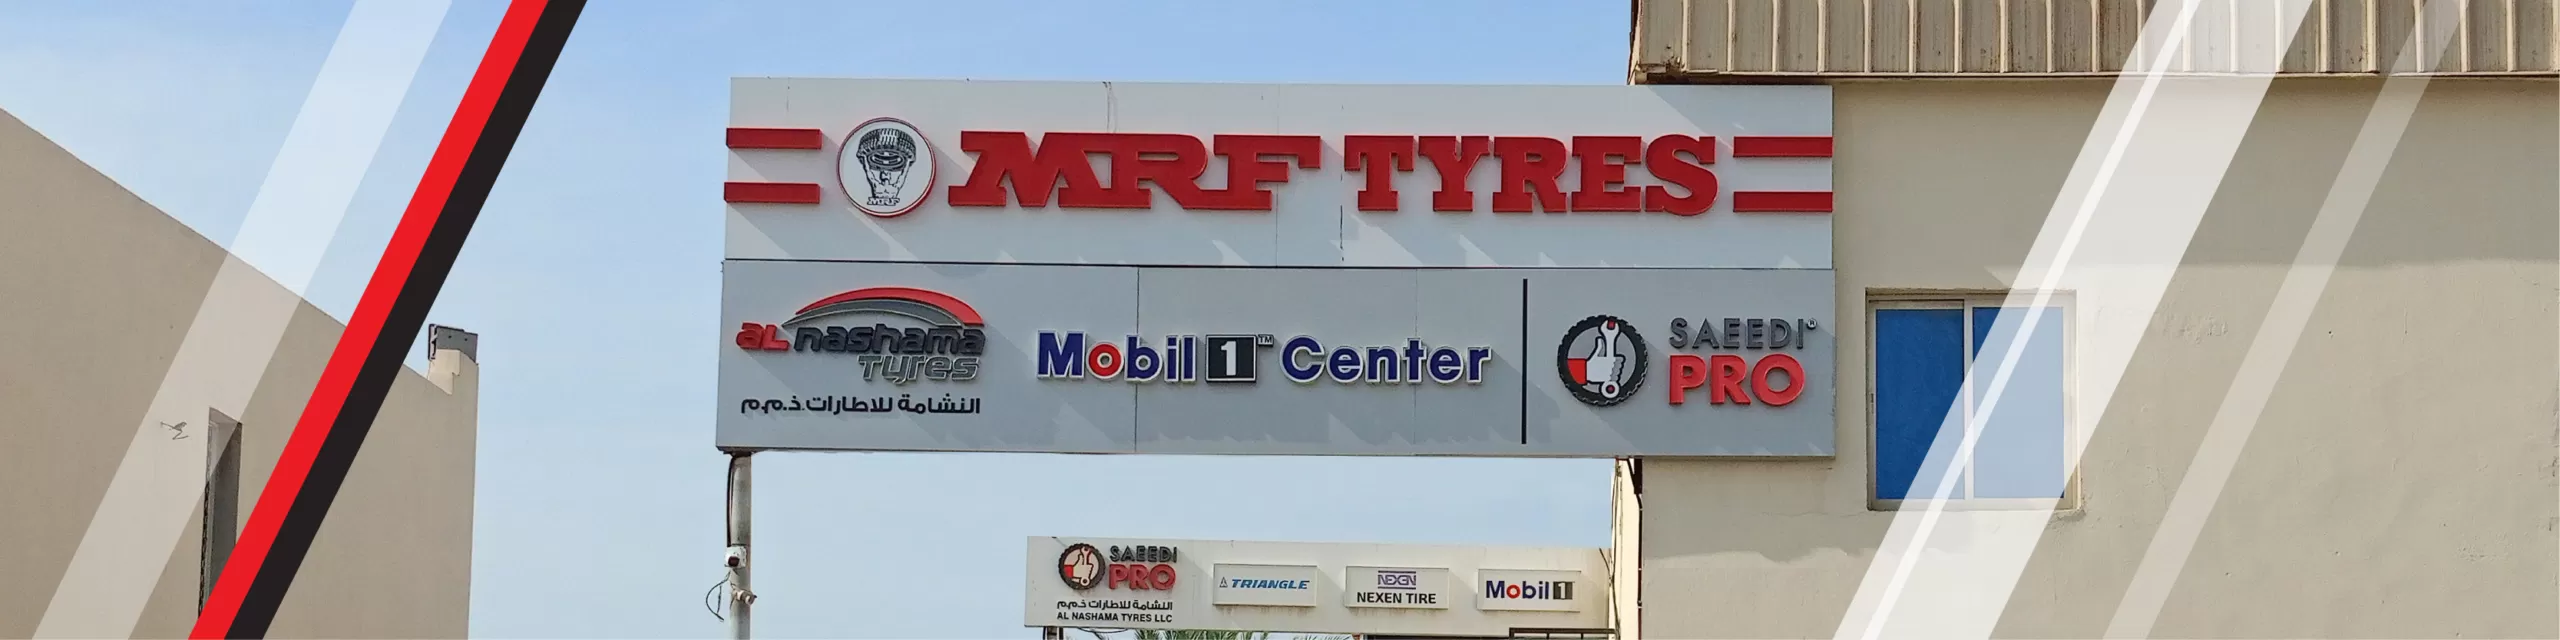 MRF
MRF TYRES
AL nashama
Tyres
النشامة للاطارات ذ.م.م
Mobil 1™ Center
SAEEDI®
PRO
SAEEDI
PRO
النشامة للاطارات ذ.م.م
AL NASHAMA TYRES LLC
TRIANGLE
NEXEN
NEXEN TIRE
Mobil 1